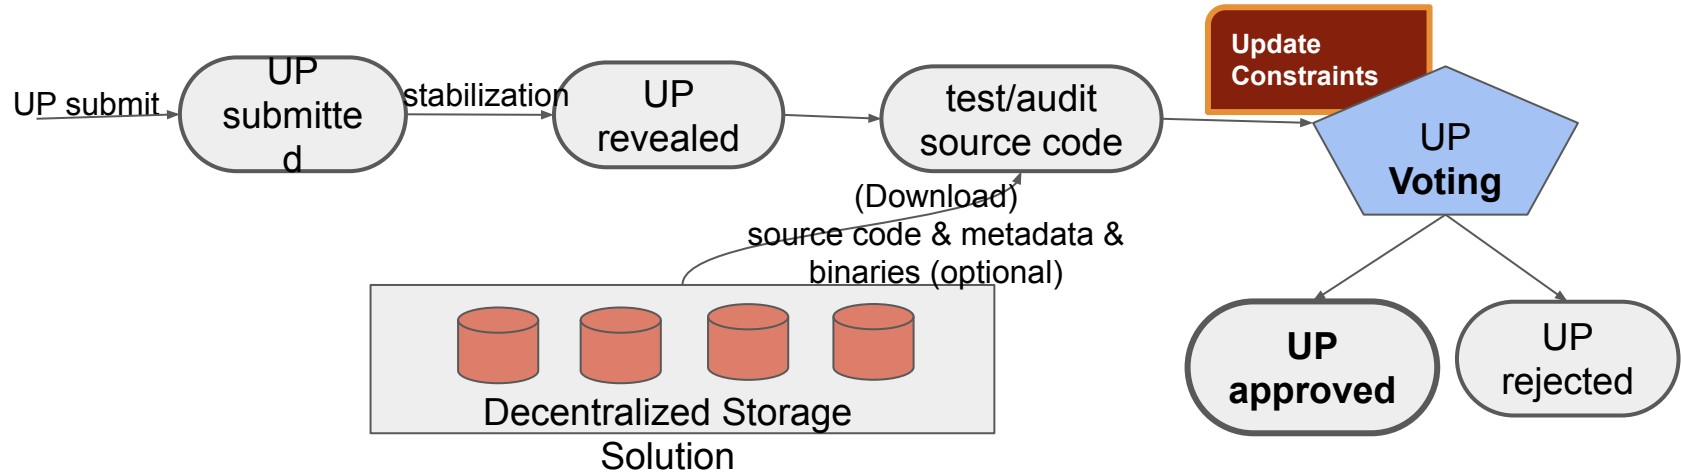 UP submit
UP
submitte
d
stabilization
UP
revealed
test/audit
source code
Update
Constraints
UP
Voting
(Download)
source code & metadata &
binaries (optional)
Decentralized Storage
Solution
UP
approved
UP
rejected